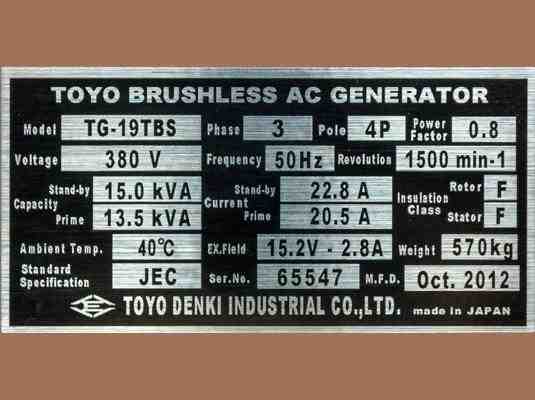 TOYO BRUSHLESS AC GENERATOR
Model TG-19TBS Phase 3 Pole 4P Power Factor 0.8
Voltage 380 V Frequency 50Hz Revolution 1500 min-1
Capacity Stand-by 15.0 kVA Current Stand-by 22.8 A Insulation Class Rotor F
Prime 13.5 kVA Prime 20.5 A Stator F
Ambient Temp. 40℃ EX.Field 15.2V - 2.8A Weight 570kg
Standard Specification JEC Ser.No. 65547 M.F.D. Oct. 2012
TOYO DENKI INDUSTRIAL CO.,LTD. made in JAPAN